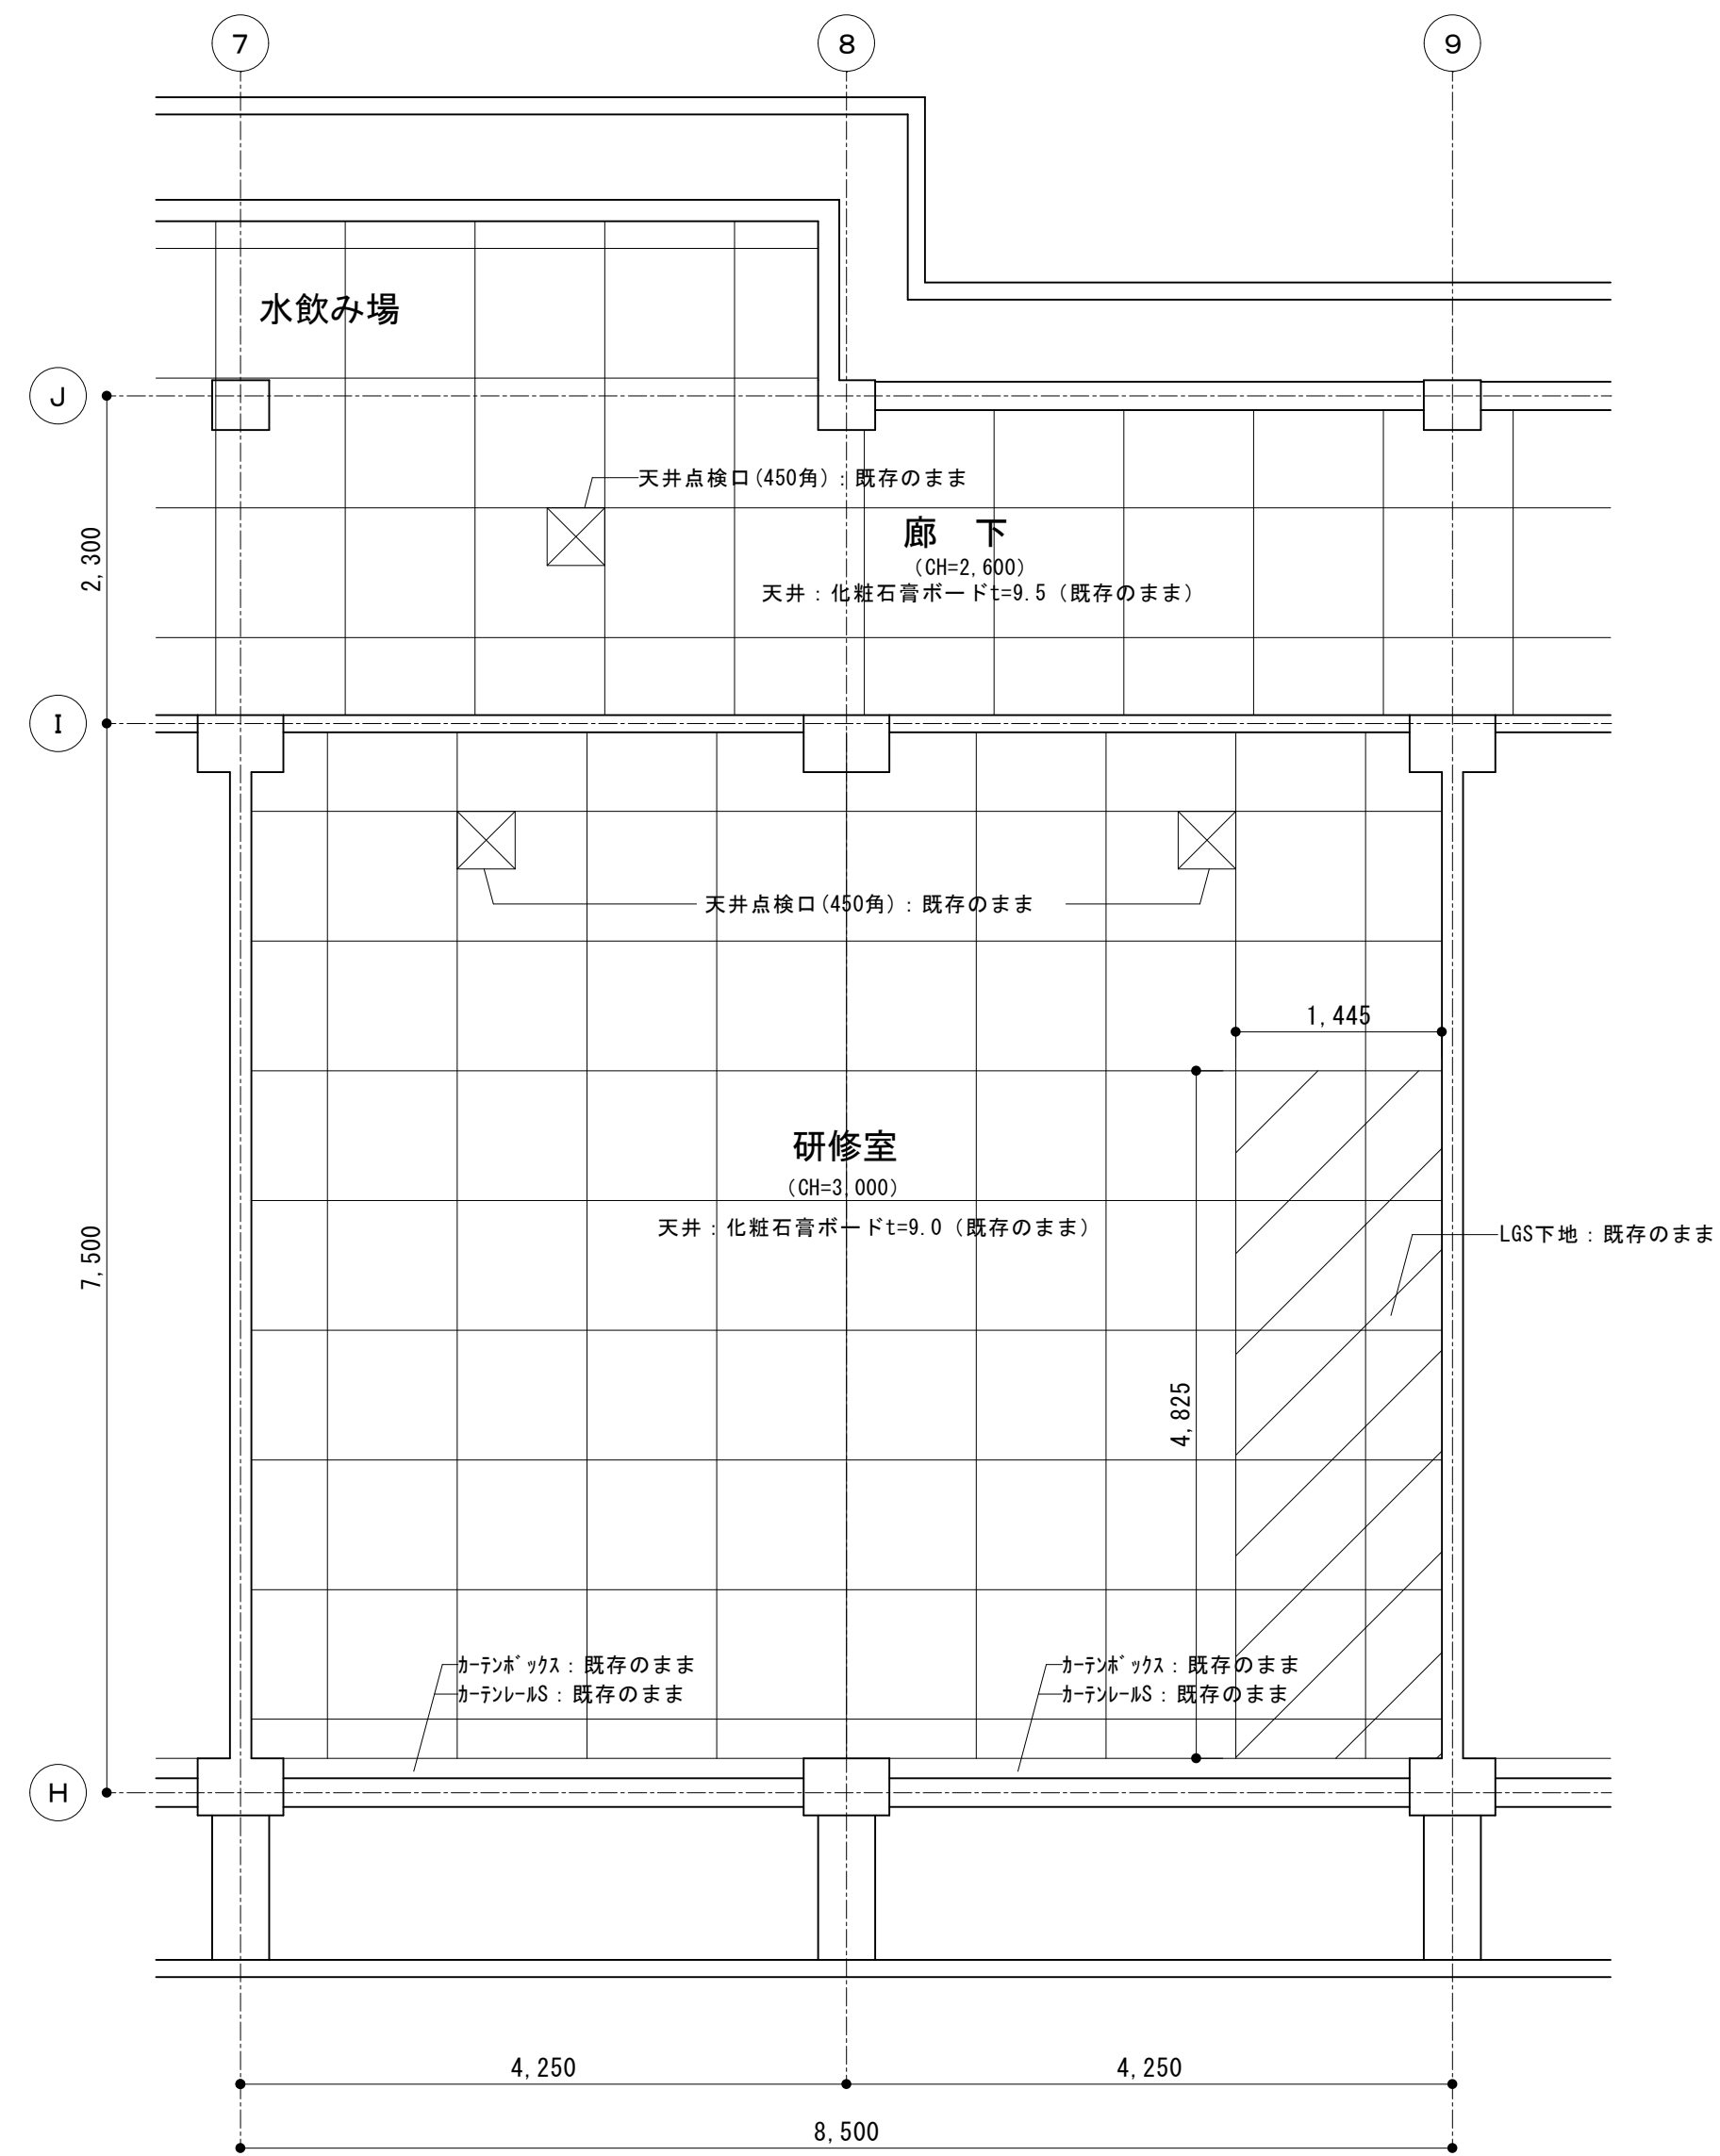 7
8
9
水飲み場
J
天井点検口(450角)：既存のまま
廊　下
(CH=2,600)
天井：化粧石膏ボードt=9.5（既存のまま）
2,300
I
天井点検口(450角)：既存のまま
1,445
研修室
(CH=3,000)
天井：化粧石膏ボードt=9.0（既存のまま）
LGS下地：既存のまま
7,500
4,825
ｶｰﾃﾝﾎﾞｯｸｽ：既存のまま
ｶｰﾃﾝﾚｰﾙS：既存のまま
ｶｰﾃﾝﾎﾞｯｸｽ：既存のまま
ｶｰﾃﾝﾚｰﾙS：既存のまま
H
4,250
4,250
8,500